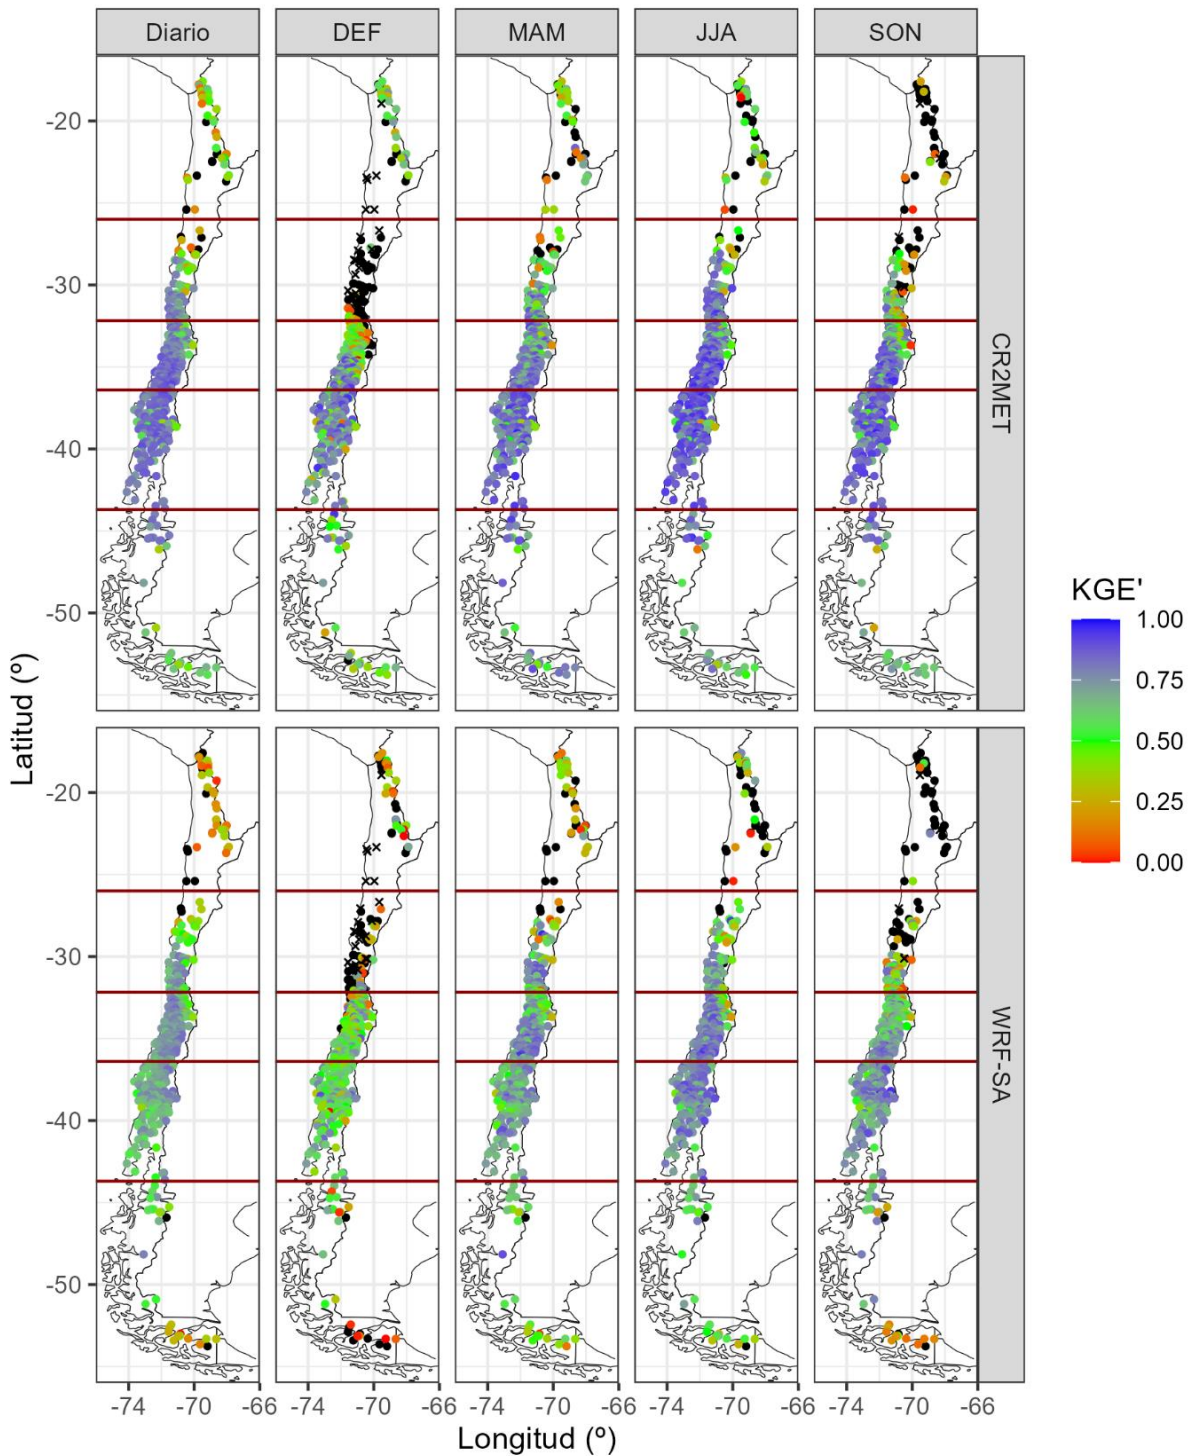 Diario DEF MAM JJA SON
-20
-30
-40
-50
CR2MET
-20
-30
-40
-50
WRF-SA
Latitud (°)
-74 -70 -66 -74 -70 -66 -74 -70 -66 -74 -70 -66 -74 -70 -66
Longitud (°)
KGE'
1.00
0.75
0.50
0.25
0.00